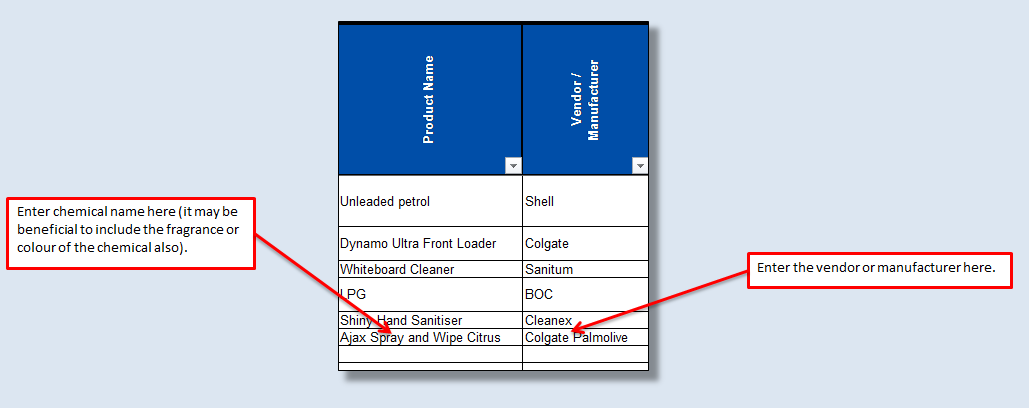 Product Name
Vendor /
Manufacturer
Unleaded petrol
Shell
Enter chemical name here (it may be
beneficial to include the fragrance or
colour of the chemical also).
Dynamo Ultra Front Loader
Colgate
Whiteboard Cleaner
Sanitum
Enter the vendor or manufacturer here.
LPG
BOC
Shiny Hand Sanitiser
Cleanex
Ajax Spray and Wipe Citrus
Colgate Palmolive